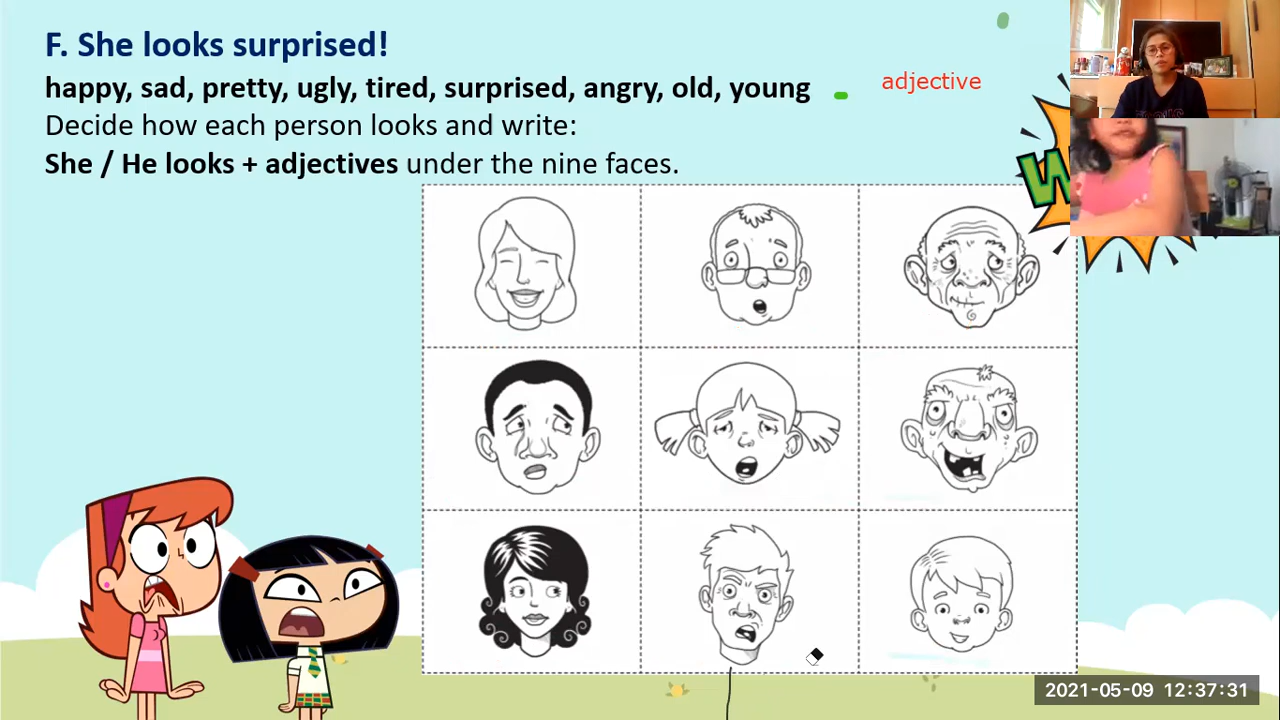 F. She looks surprised!
happy, sad, pretty, ugly, tired, surprised, angry, old, young
adjective
Decide how each person looks and write:
She / He looks + adjectives under the nine faces.
2021-05-09 12:37:31